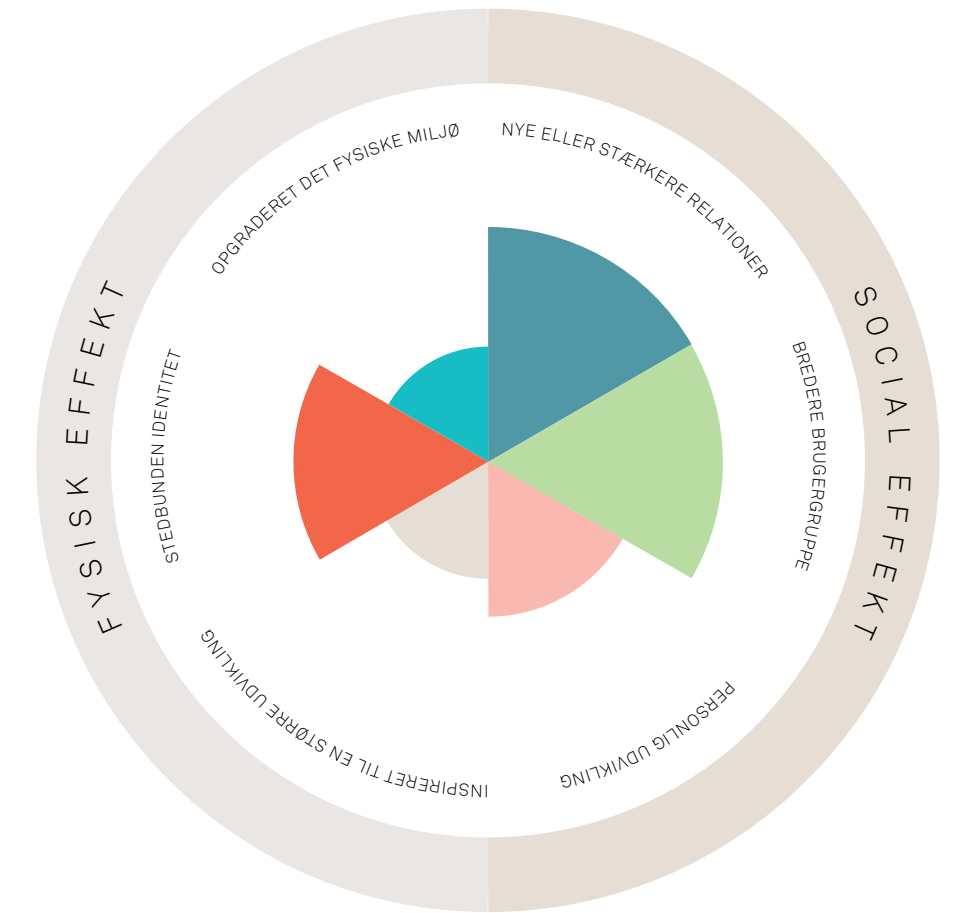 OPGRADERET DET FYSISKE MILJØ
NYE ELLER STÆRKERE RELATIONER
FYSISK EFFEKT
STEDBUNDEN IDENTITET
BREDERE BRUGERGRUPPE
SOCIAL EFFEKT
INSPIRERET TIL EN STØRRE UDVIKLING
PERSONLIG UDVIKLING